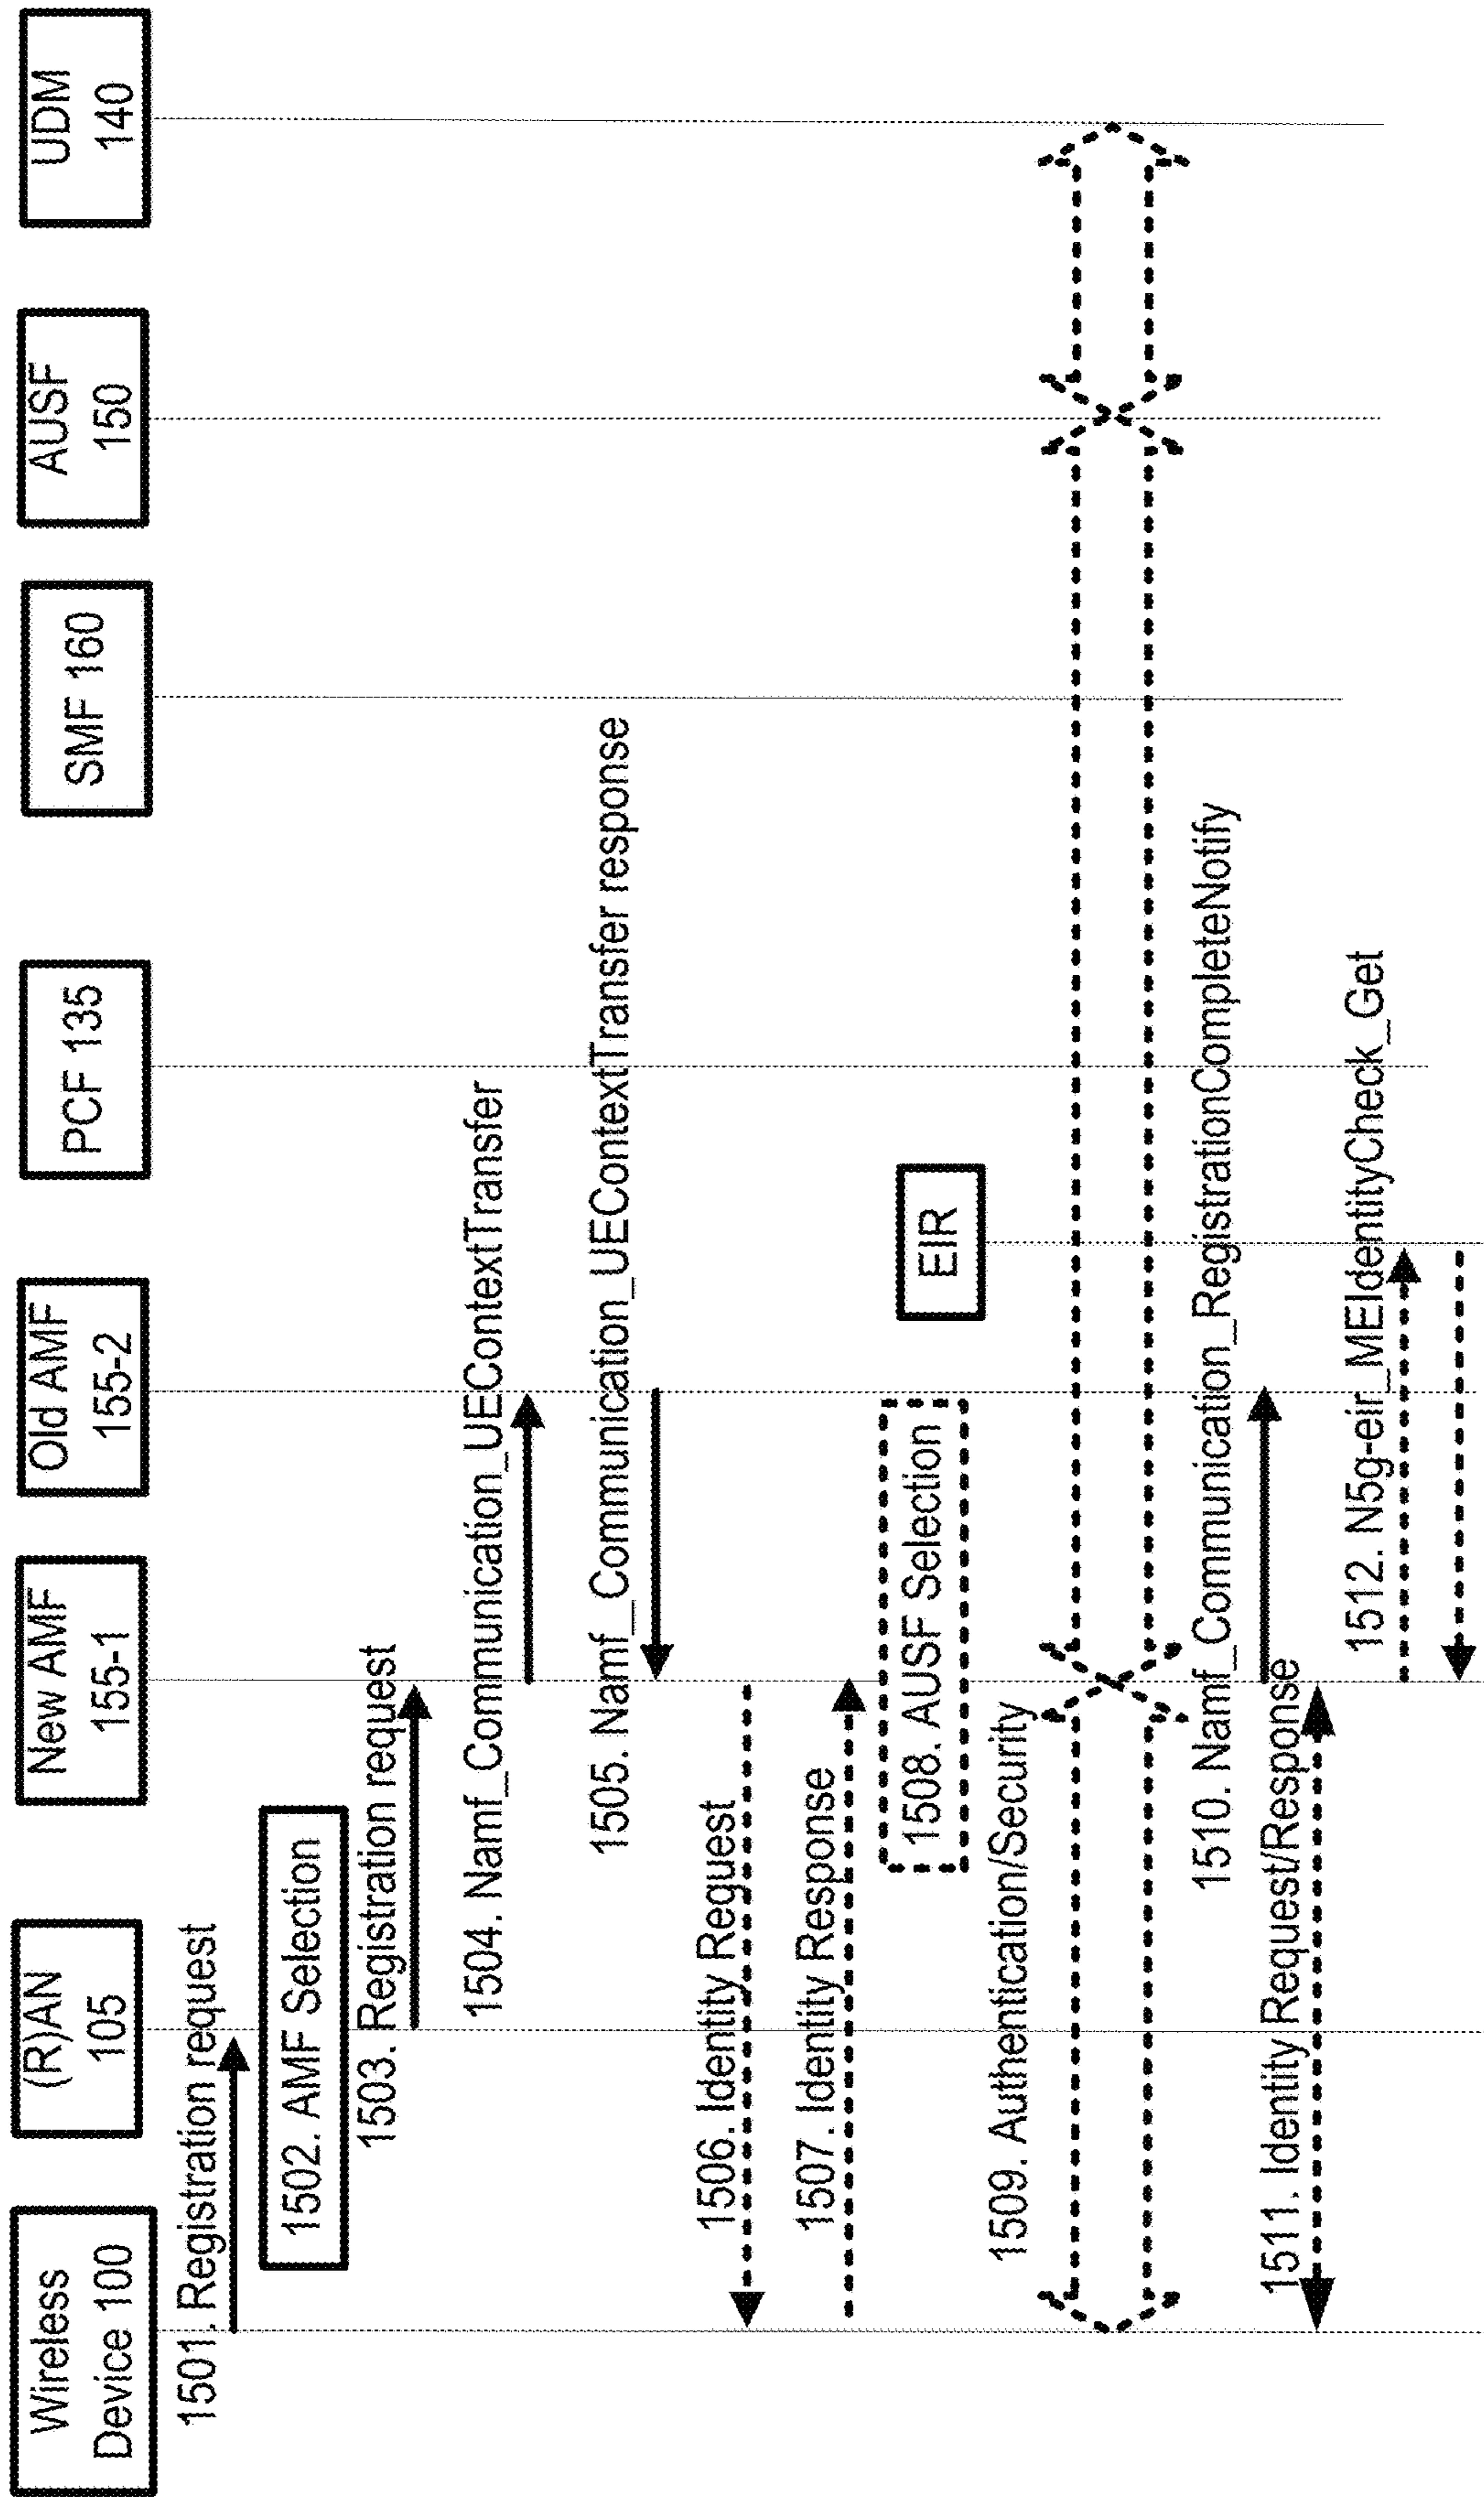 Wireless
Device 100
(R)AN
105
New AMF
155-1
Old AMF
155-2
PCF 135
SMF 160
AUSF
150
UDM
140
1501. Registration request
1502. AMF Selection
1503. Registration request
1504. Namf_Communication_UEContextTransfer
1505. Namf_Communication_UEContextTransfer response
1506. Identity Request
1507. Identity Response
1508. AUSF Selection
EIR
1509. Authentication/Security
1510. Namf_Communication_RegistrationCompleteNotify
1511. Identity Request/Response
1512. N5g-eir_MEIdentityCheck_Get